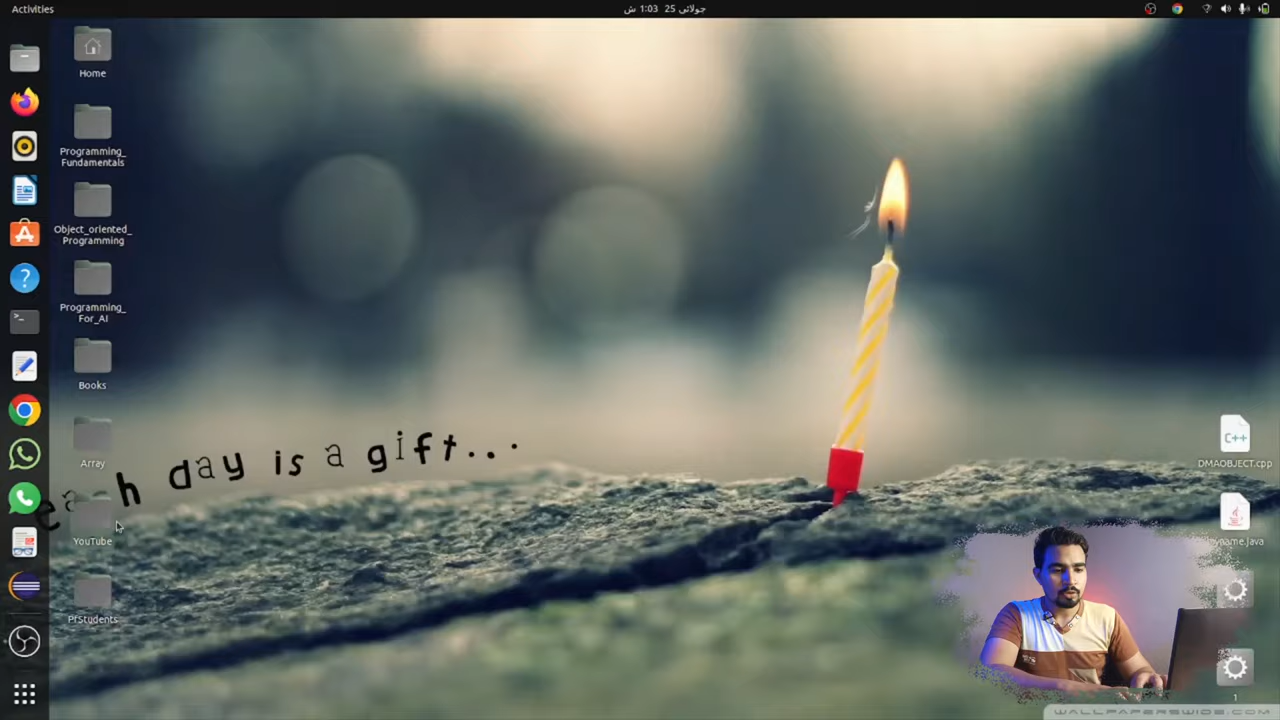 Activities
جولائی 25 1:03 ش
Home
Programming_
Fundamentals
Object_oriented_
Programming
Programming_
For_AI
Books
Array
each day is a gift...
YouTube
PfStudents
C++
DMAOBJECT.cpp
1
WALLPAPERSWIDE.COM